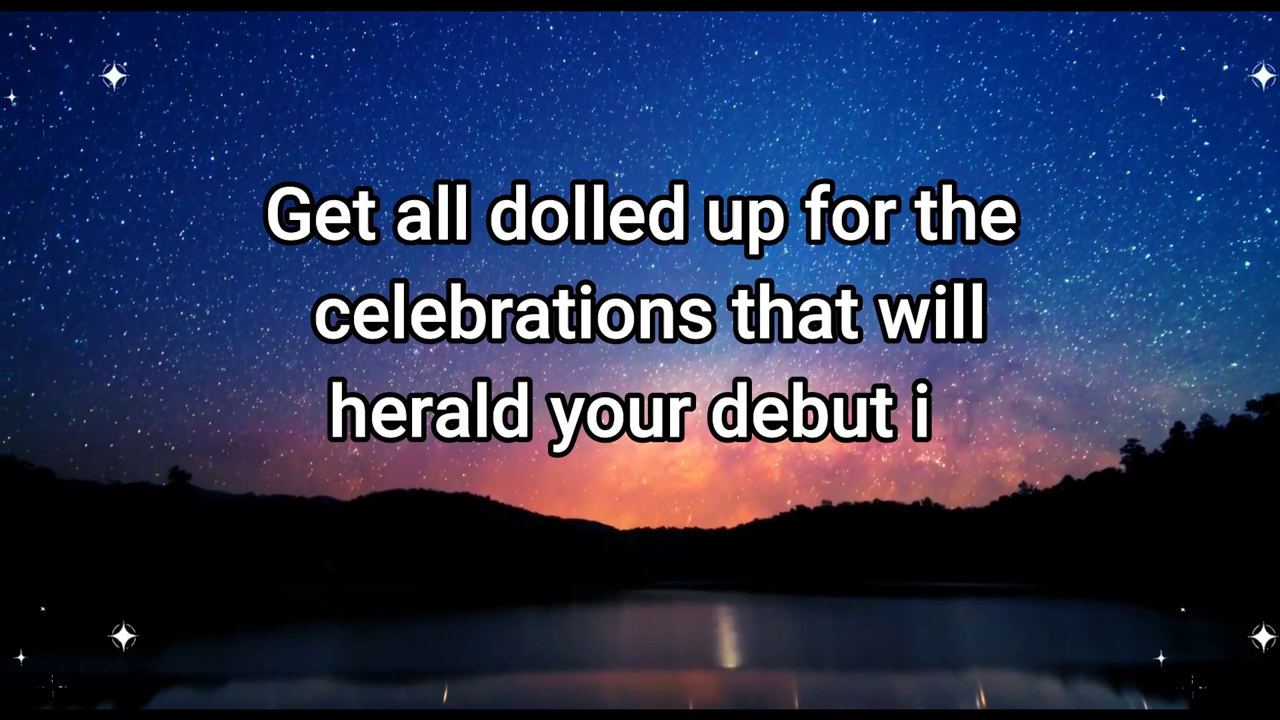 Get all dolled up for the
celebrations that will
herald your debut i